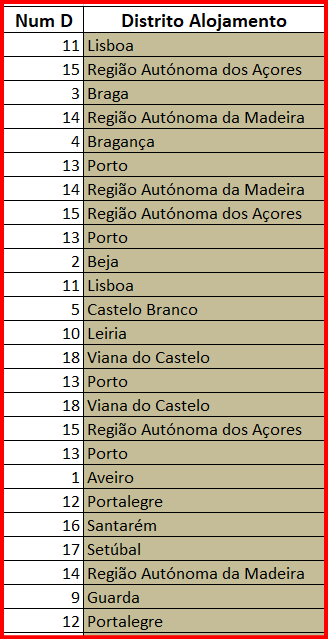 Num D Distrito Alojamento
11 Lisboa
15 Região Autónoma dos Açores
3 Braga
14 Região Autónoma da Madeira
4 Bragança
13 Porto
14 Região Autónoma da Madeira
15 Região Autónoma dos Açores
13 Porto
2 Beja
11 Lisboa
5 Castelo Branco
10 Leiria
18 Viana do Castelo
13 Porto
18 Viana do Castelo
15 Região Autónoma dos Açores
13 Porto
1 Aveiro
12 Portalegre
16 Santarém
17 Setúbal
14 Região Autónoma da Madeira
9 Guarda
12 Portalegre